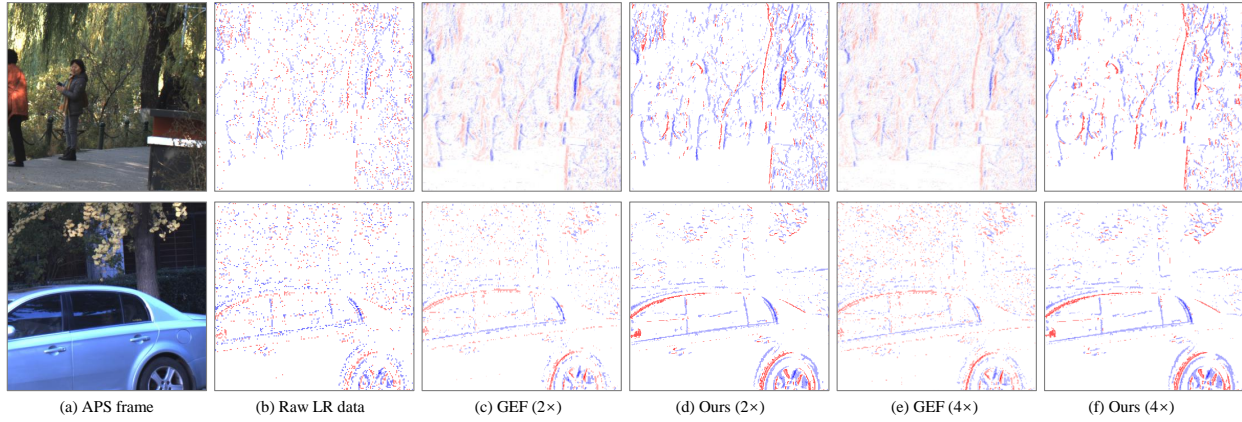 (a) APS frame
(b) Raw LR data
(c) GEF (2×)
(d) Ours (2×)
(e) GEF (4×)
(f) Ours (4×)